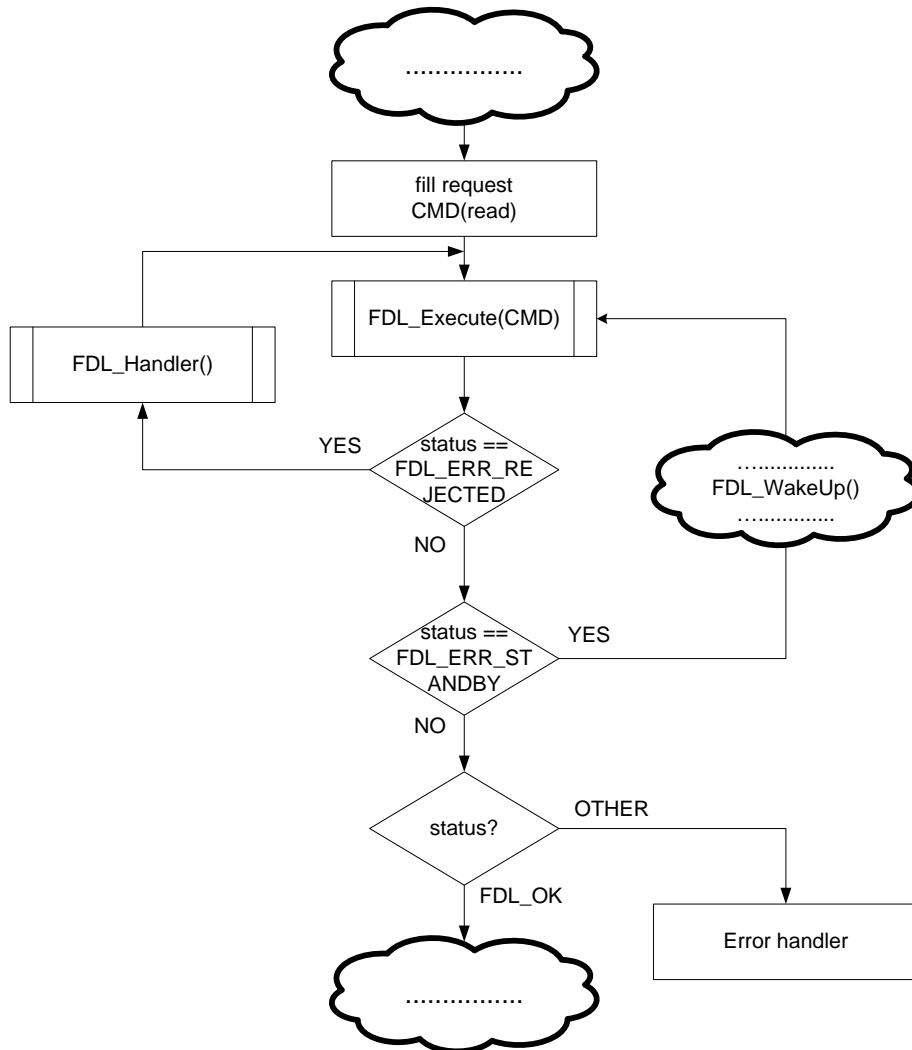 ................
fill request
CMD(read)
FDL_Execute(CMD)
FDL_Handler()
YES
status ==
FDL_ERR_RE
JECTED
................
FDL_WakeUp()
................
NO
status ==
FDL_ERR_ST
ANDBY
YES
NO
status?
OTHER
FDL_OK
Error handler
................